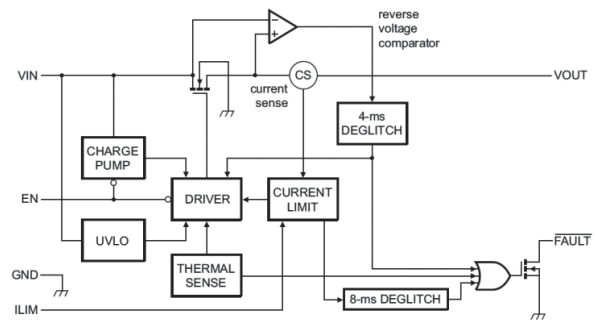 reverse
voltage
comparator
−
+
VIN
current
sense
CS
VOUT
4-ms
DEGLITCH
CHARGE
PUMP
EN
DRIVER
CURRENT
LIMIT
UVLO
FAULT
THERMAL
SENSE
GND
8-ms DEGLITCH
ILIM